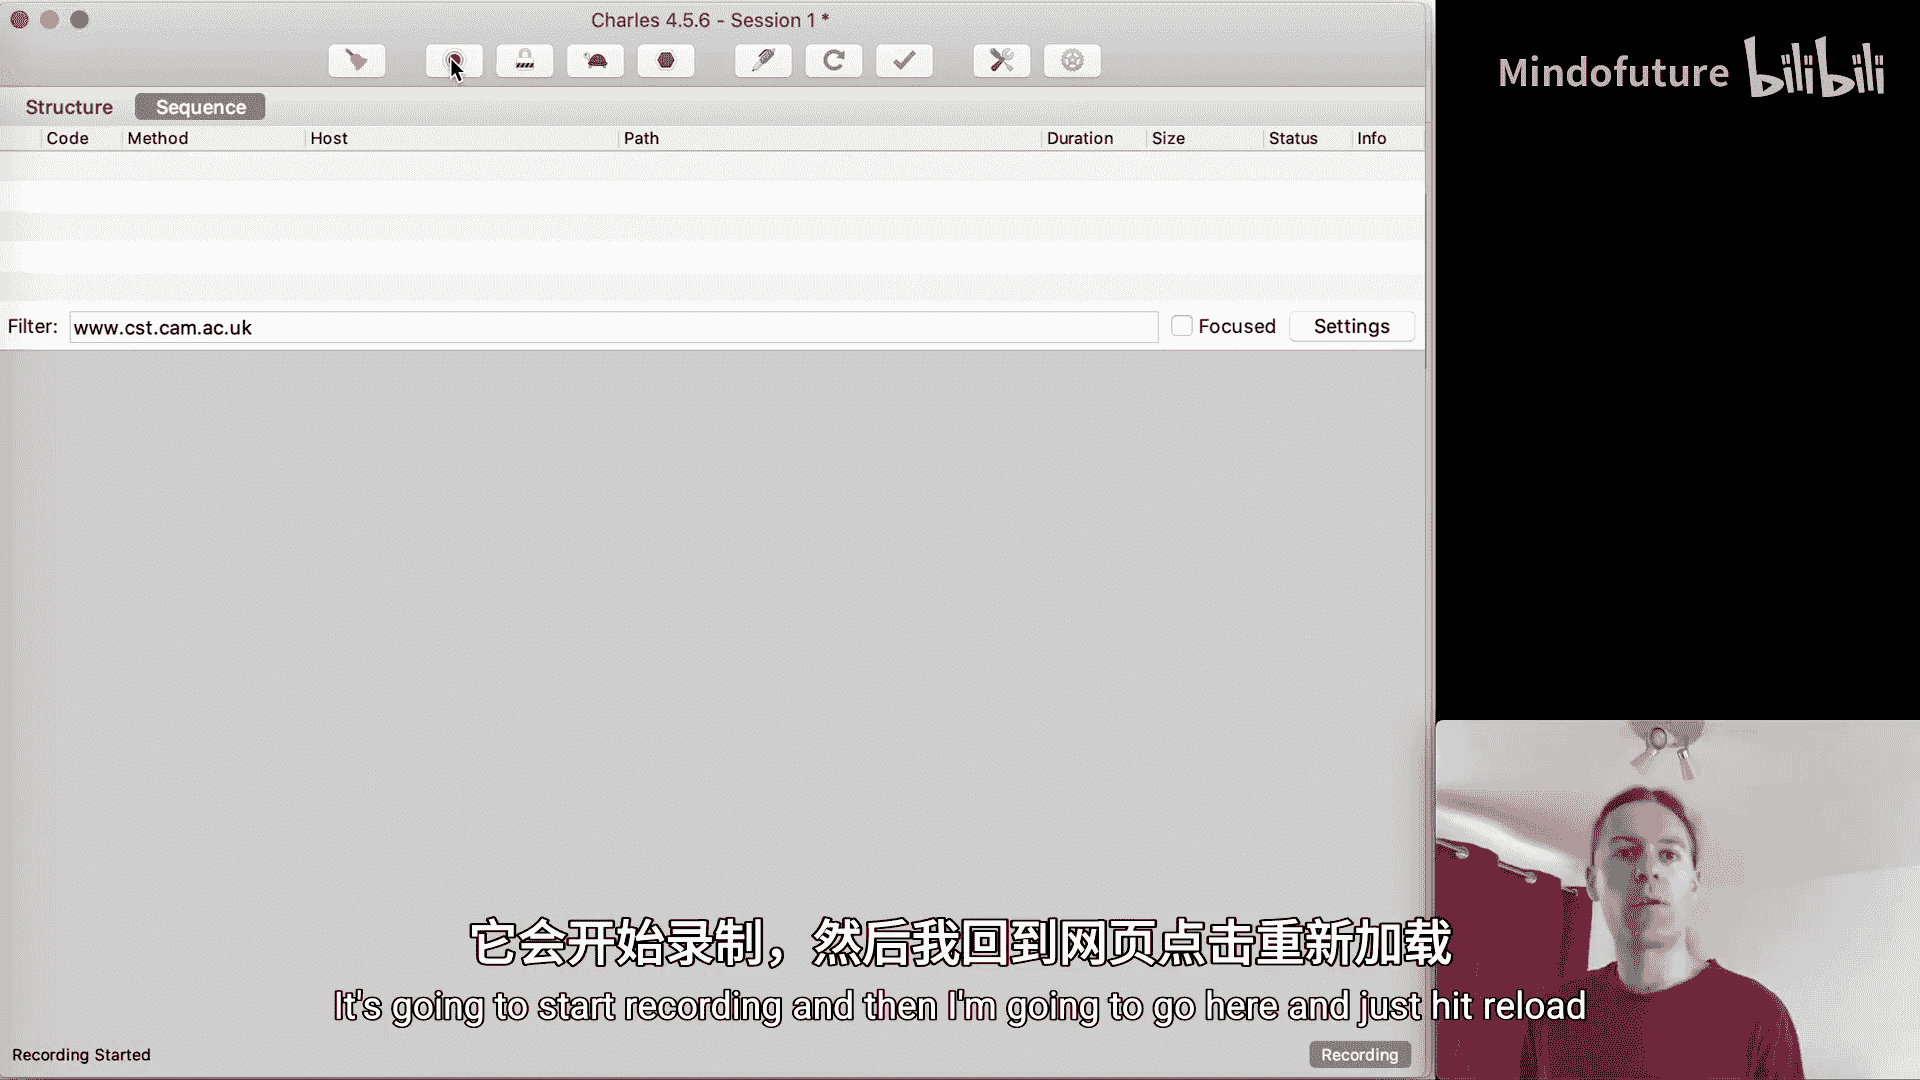 Charles 4.5.6 - Session 1 *
Mindofuture bilibili
Structure Sequence
Code Method Host Path Duration Size Status Info
Filter: www.cst.cam.ac.uk Focused Settings
它会开始录制，然后我回到网页点击重新加载
It's going to start recording and then I'm going to go here and just hit reload
Recording Started Recording